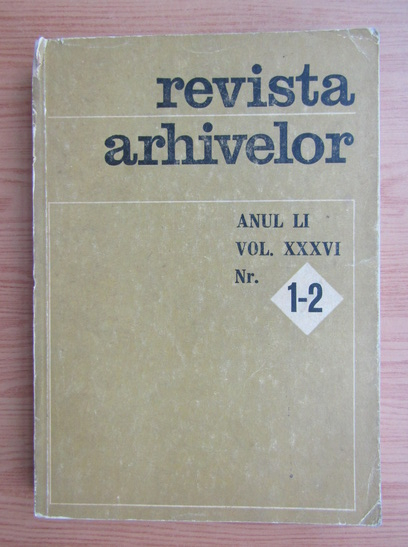 revista
arhivelor
ANUL LI
VOL. XXXVI
Nr. 1-2